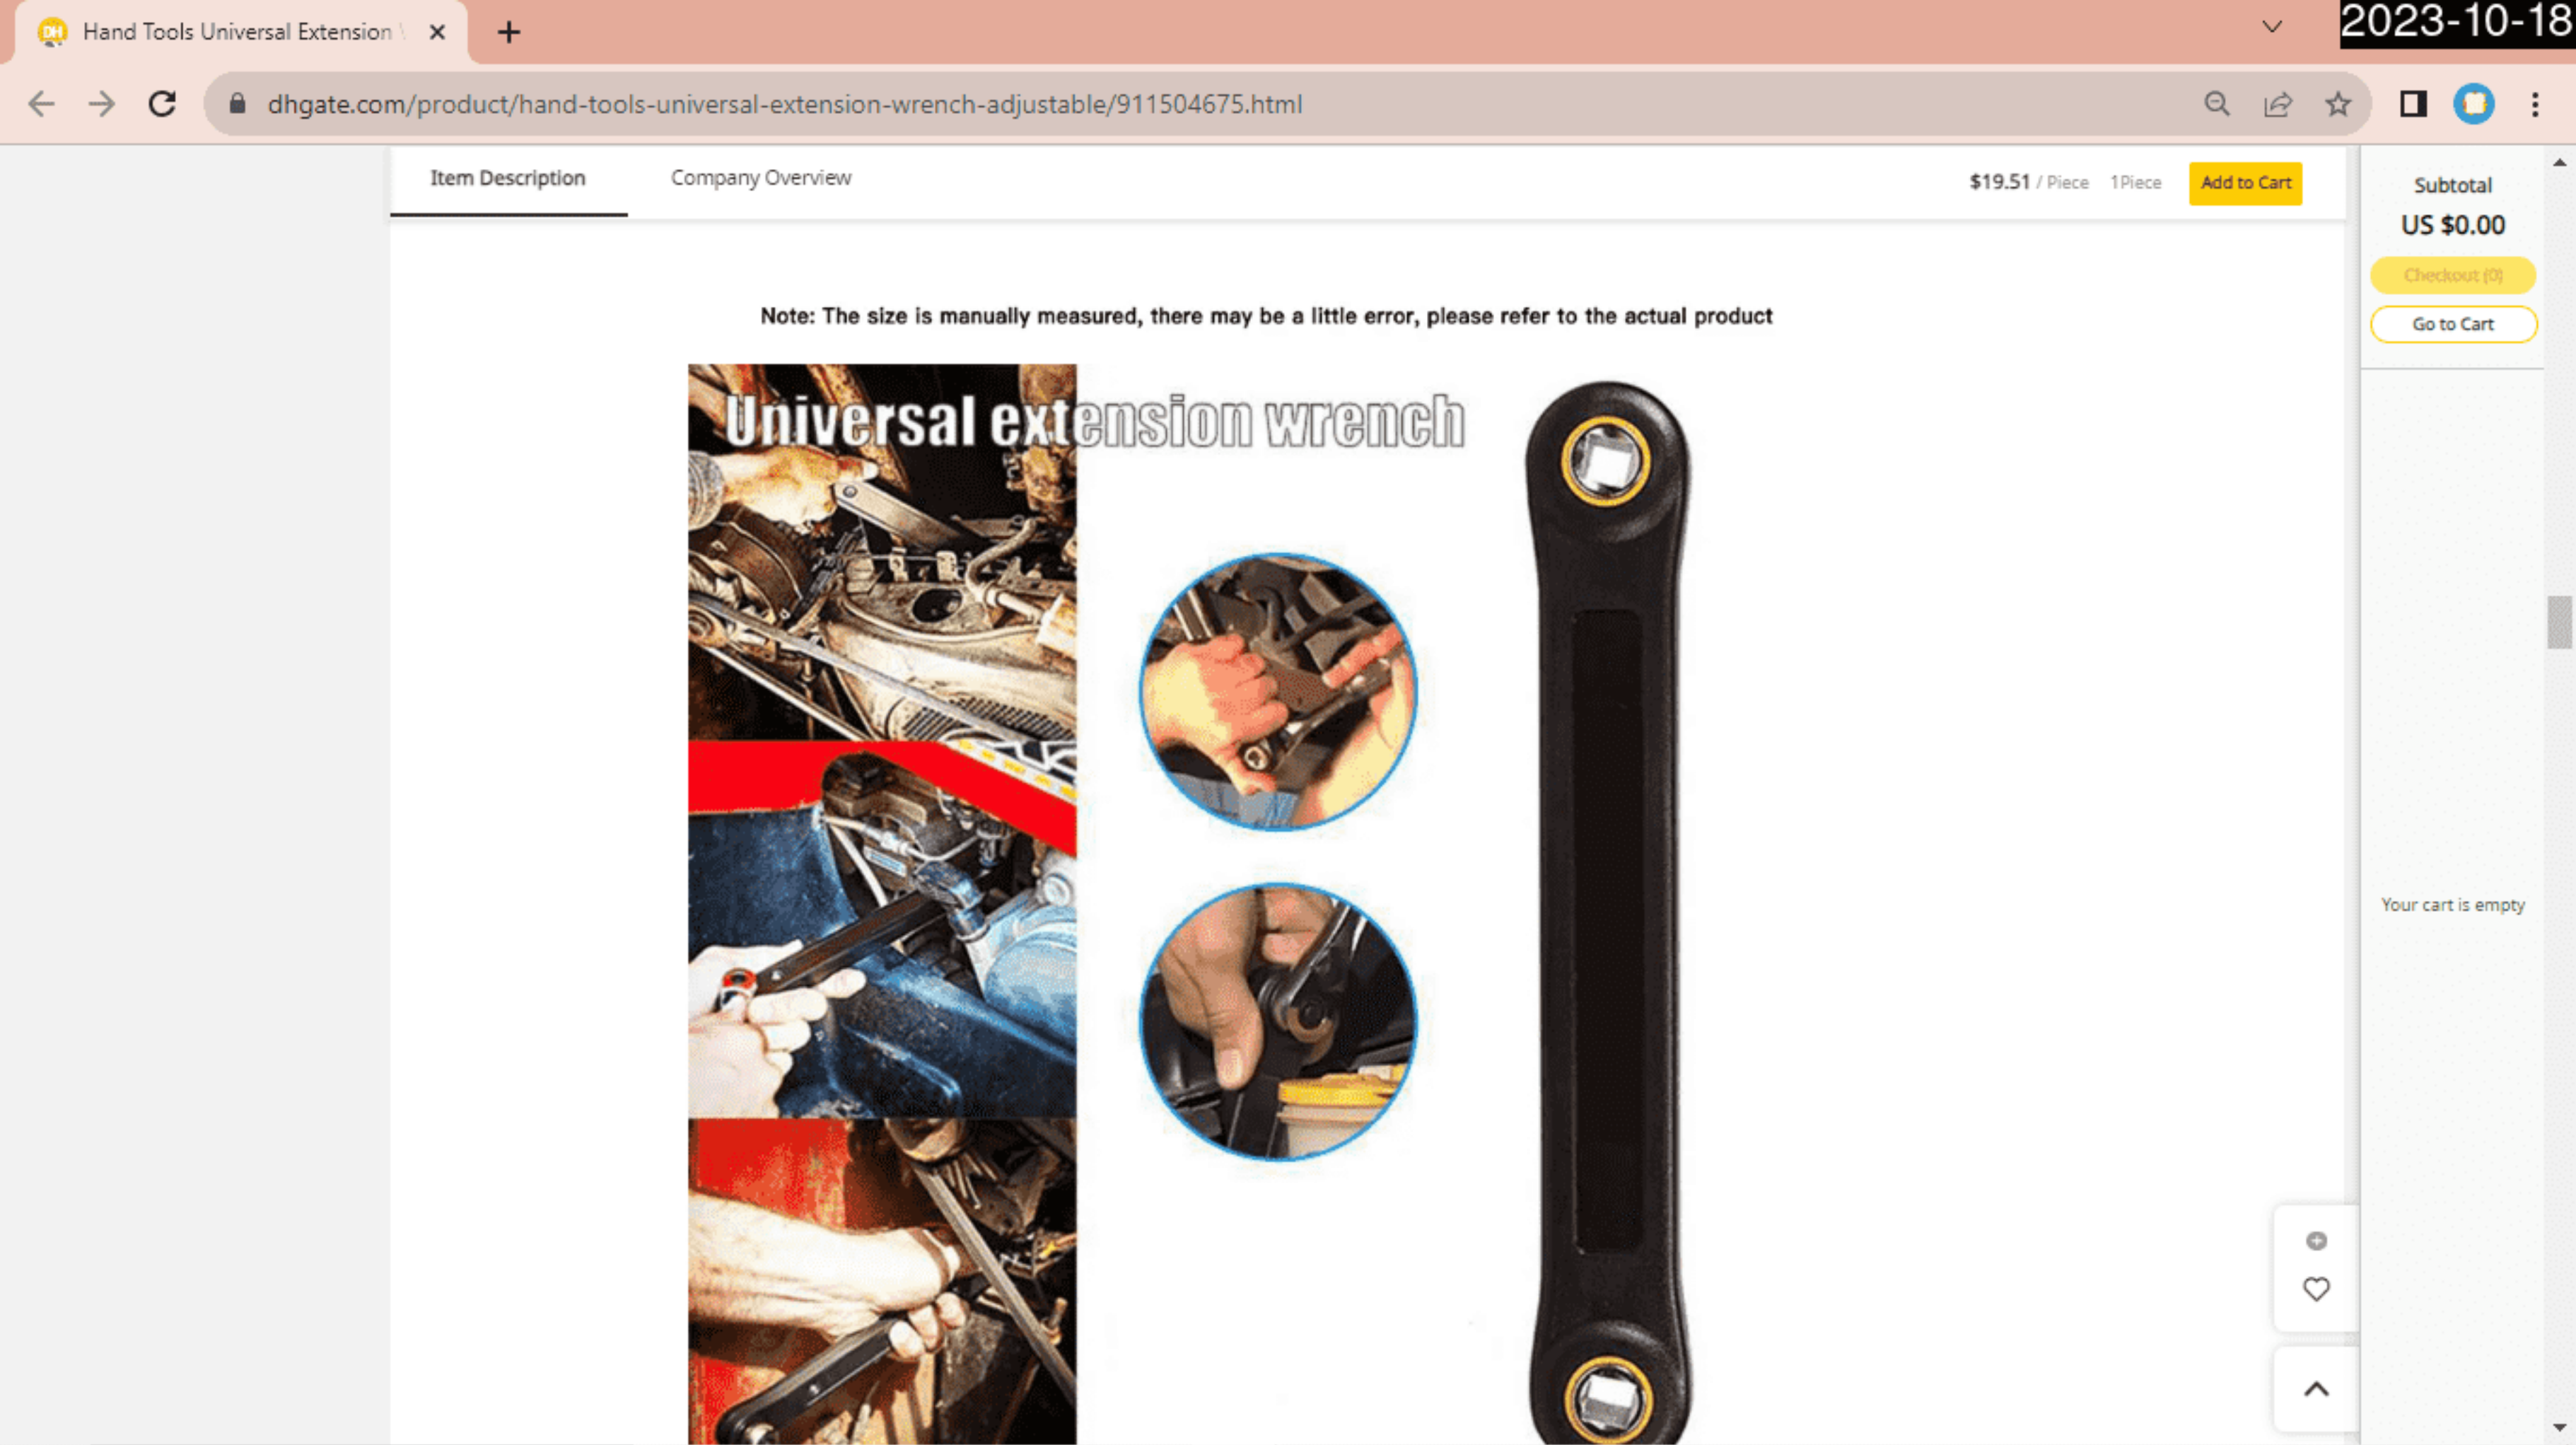 Hand Tools Universal Extension
2023-10-18
dhgate.com/product/hand-tools-universal-extension-wrench-adjustable/911504675.html
Item Description
Company Overview
$19.51 / Piece 1Piece
Add to Cart
Subtotal
US $0.00
Checkout (0)
Go to Cart
Note: The size is manually measured, there may be a little error, please refer to the actual product
Universal extension wrench
Your cart is empty